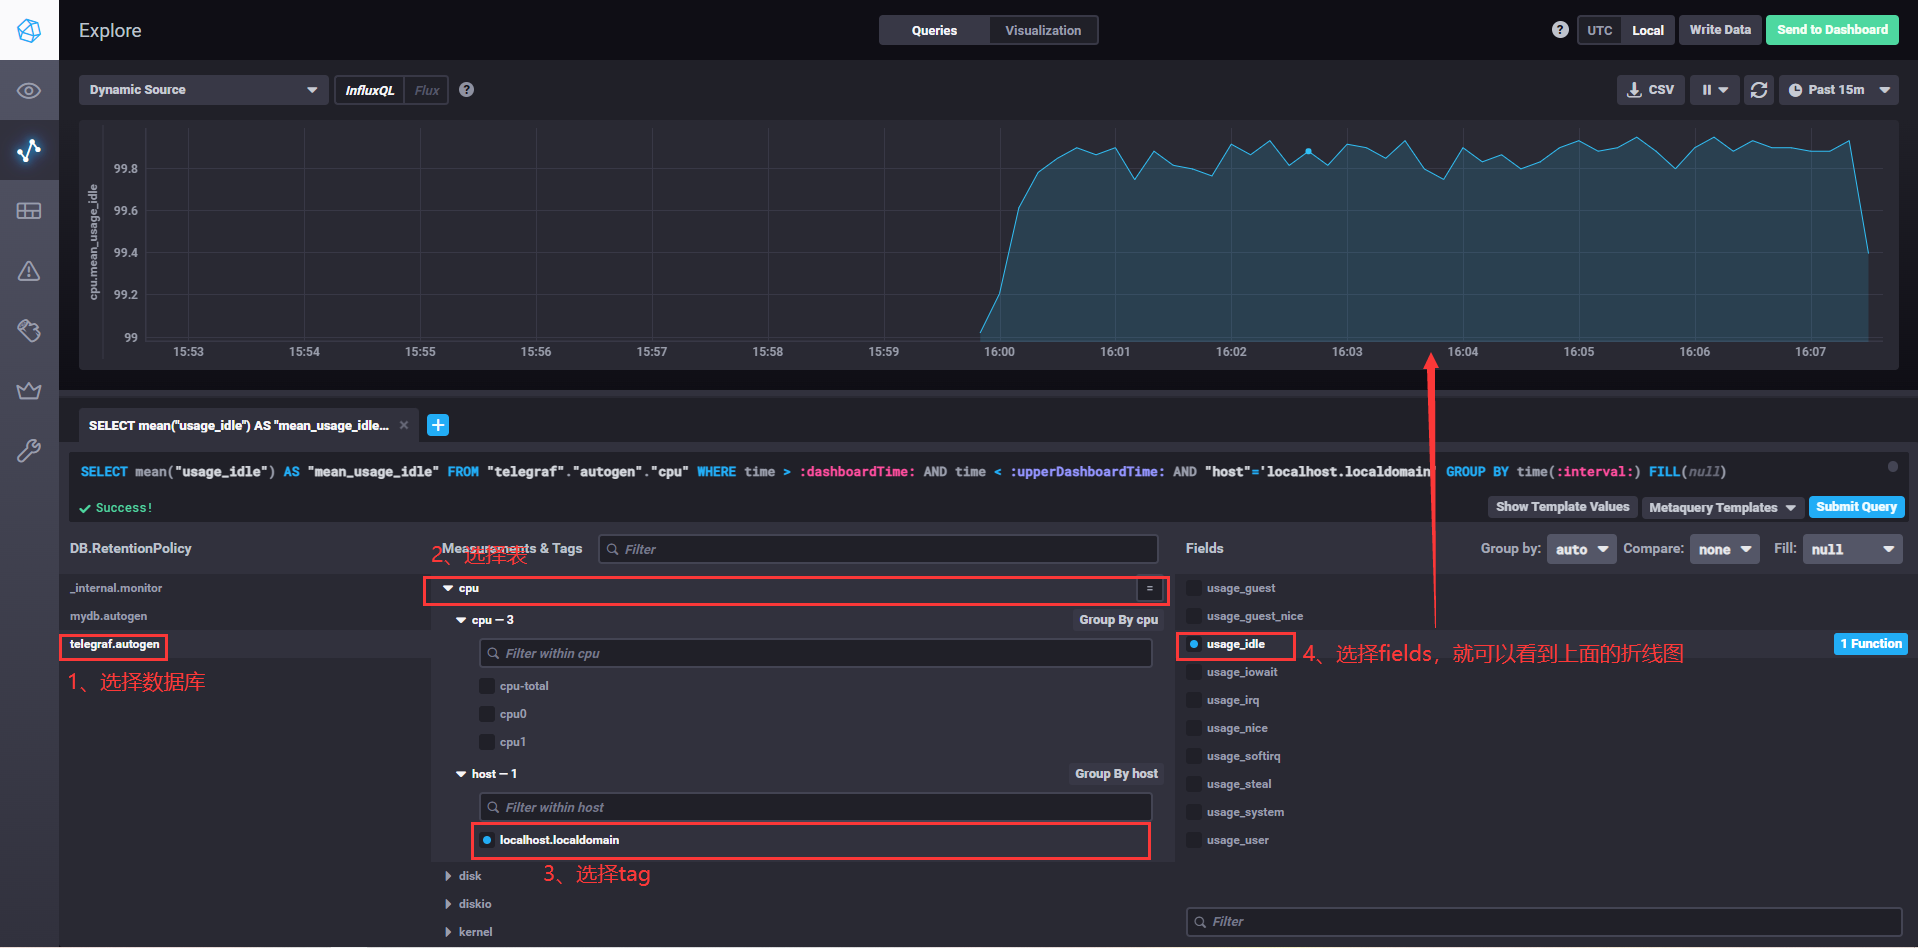 Explore
Queries Visualization
? UTC Local Write Data Send to Dashboard
Dynamic Source InfluxQL Flux ?
CSV Past 15m
cpu.mean_usage_idle
99.8
99.6
99.4
99.2
99
15:53 15:54 15:55 15:56 15:57 15:58 15:59 16:00 16:01 16:02 16:03 16:04 16:05 16:06 16:07
SELECT mean("usage_idle") AS "mean_usage_idle... × +
SELECT mean("usage_idle") AS "mean_usage_idle" FROM "telegraf"."autogen"."cpu" WHERE time > :dashboardTime: AND time < :upperDashboardTime: AND "host"='localhost.localdomain' GROUP BY time(:interval:) FILL(null)
Success!
Show Template Values Metaquery Templates Submit Query
DB.RetentionPolicy
_internal.monitor
mydb.autogen
telegraf.autogen
1、选择数据库
Measurements & Tags Filter
2、选择表
cpu =
cpu — 3 Group By cpu
Filter within cpu
cpu-total
cpu0
cpu1
host — 1 Group By host
Filter within host
localhost.localdomain
3、选择tag
disk
diskio
kernel
Fields Group by: auto Compare: none Fill: null
usage_guest
usage_guest_nice
usage_idle 1 Function
4、选择fields，就可以看到上面的折线图
usage_iowait
usage_irq
usage_nice
usage_softirq
usage_steal
usage_system
usage_user
Filter